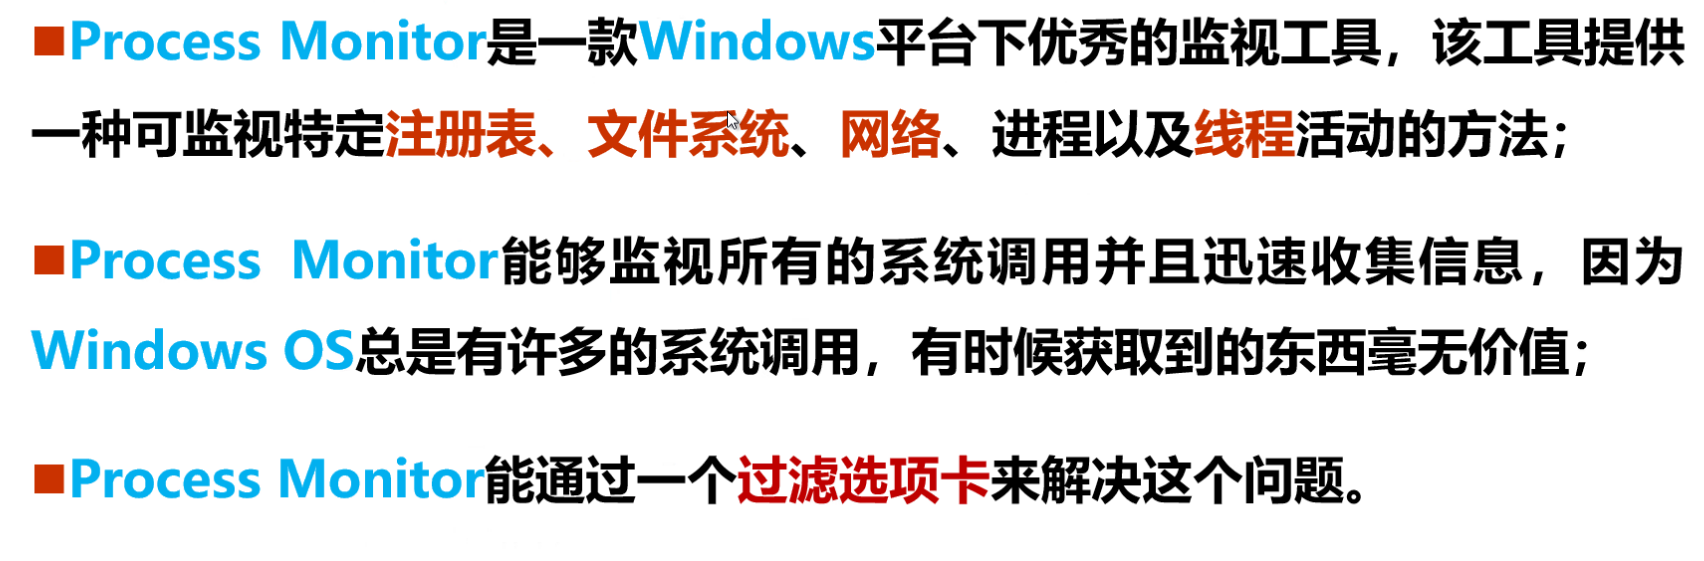 ■Process Monitor是一款Windows平台下优秀的监视工具，该工具提供
一种可监视特定注册表、文件系统、网络、进程以及线程活动的方法；
■Process Monitor能够监视所有的系统调用并且迅速收集信息，因为
Windows OS总是有许多的系统调用，有时候获取到的东西毫无价值；
■Process Monitor能通过一个过滤选项卡来解决这个问题。